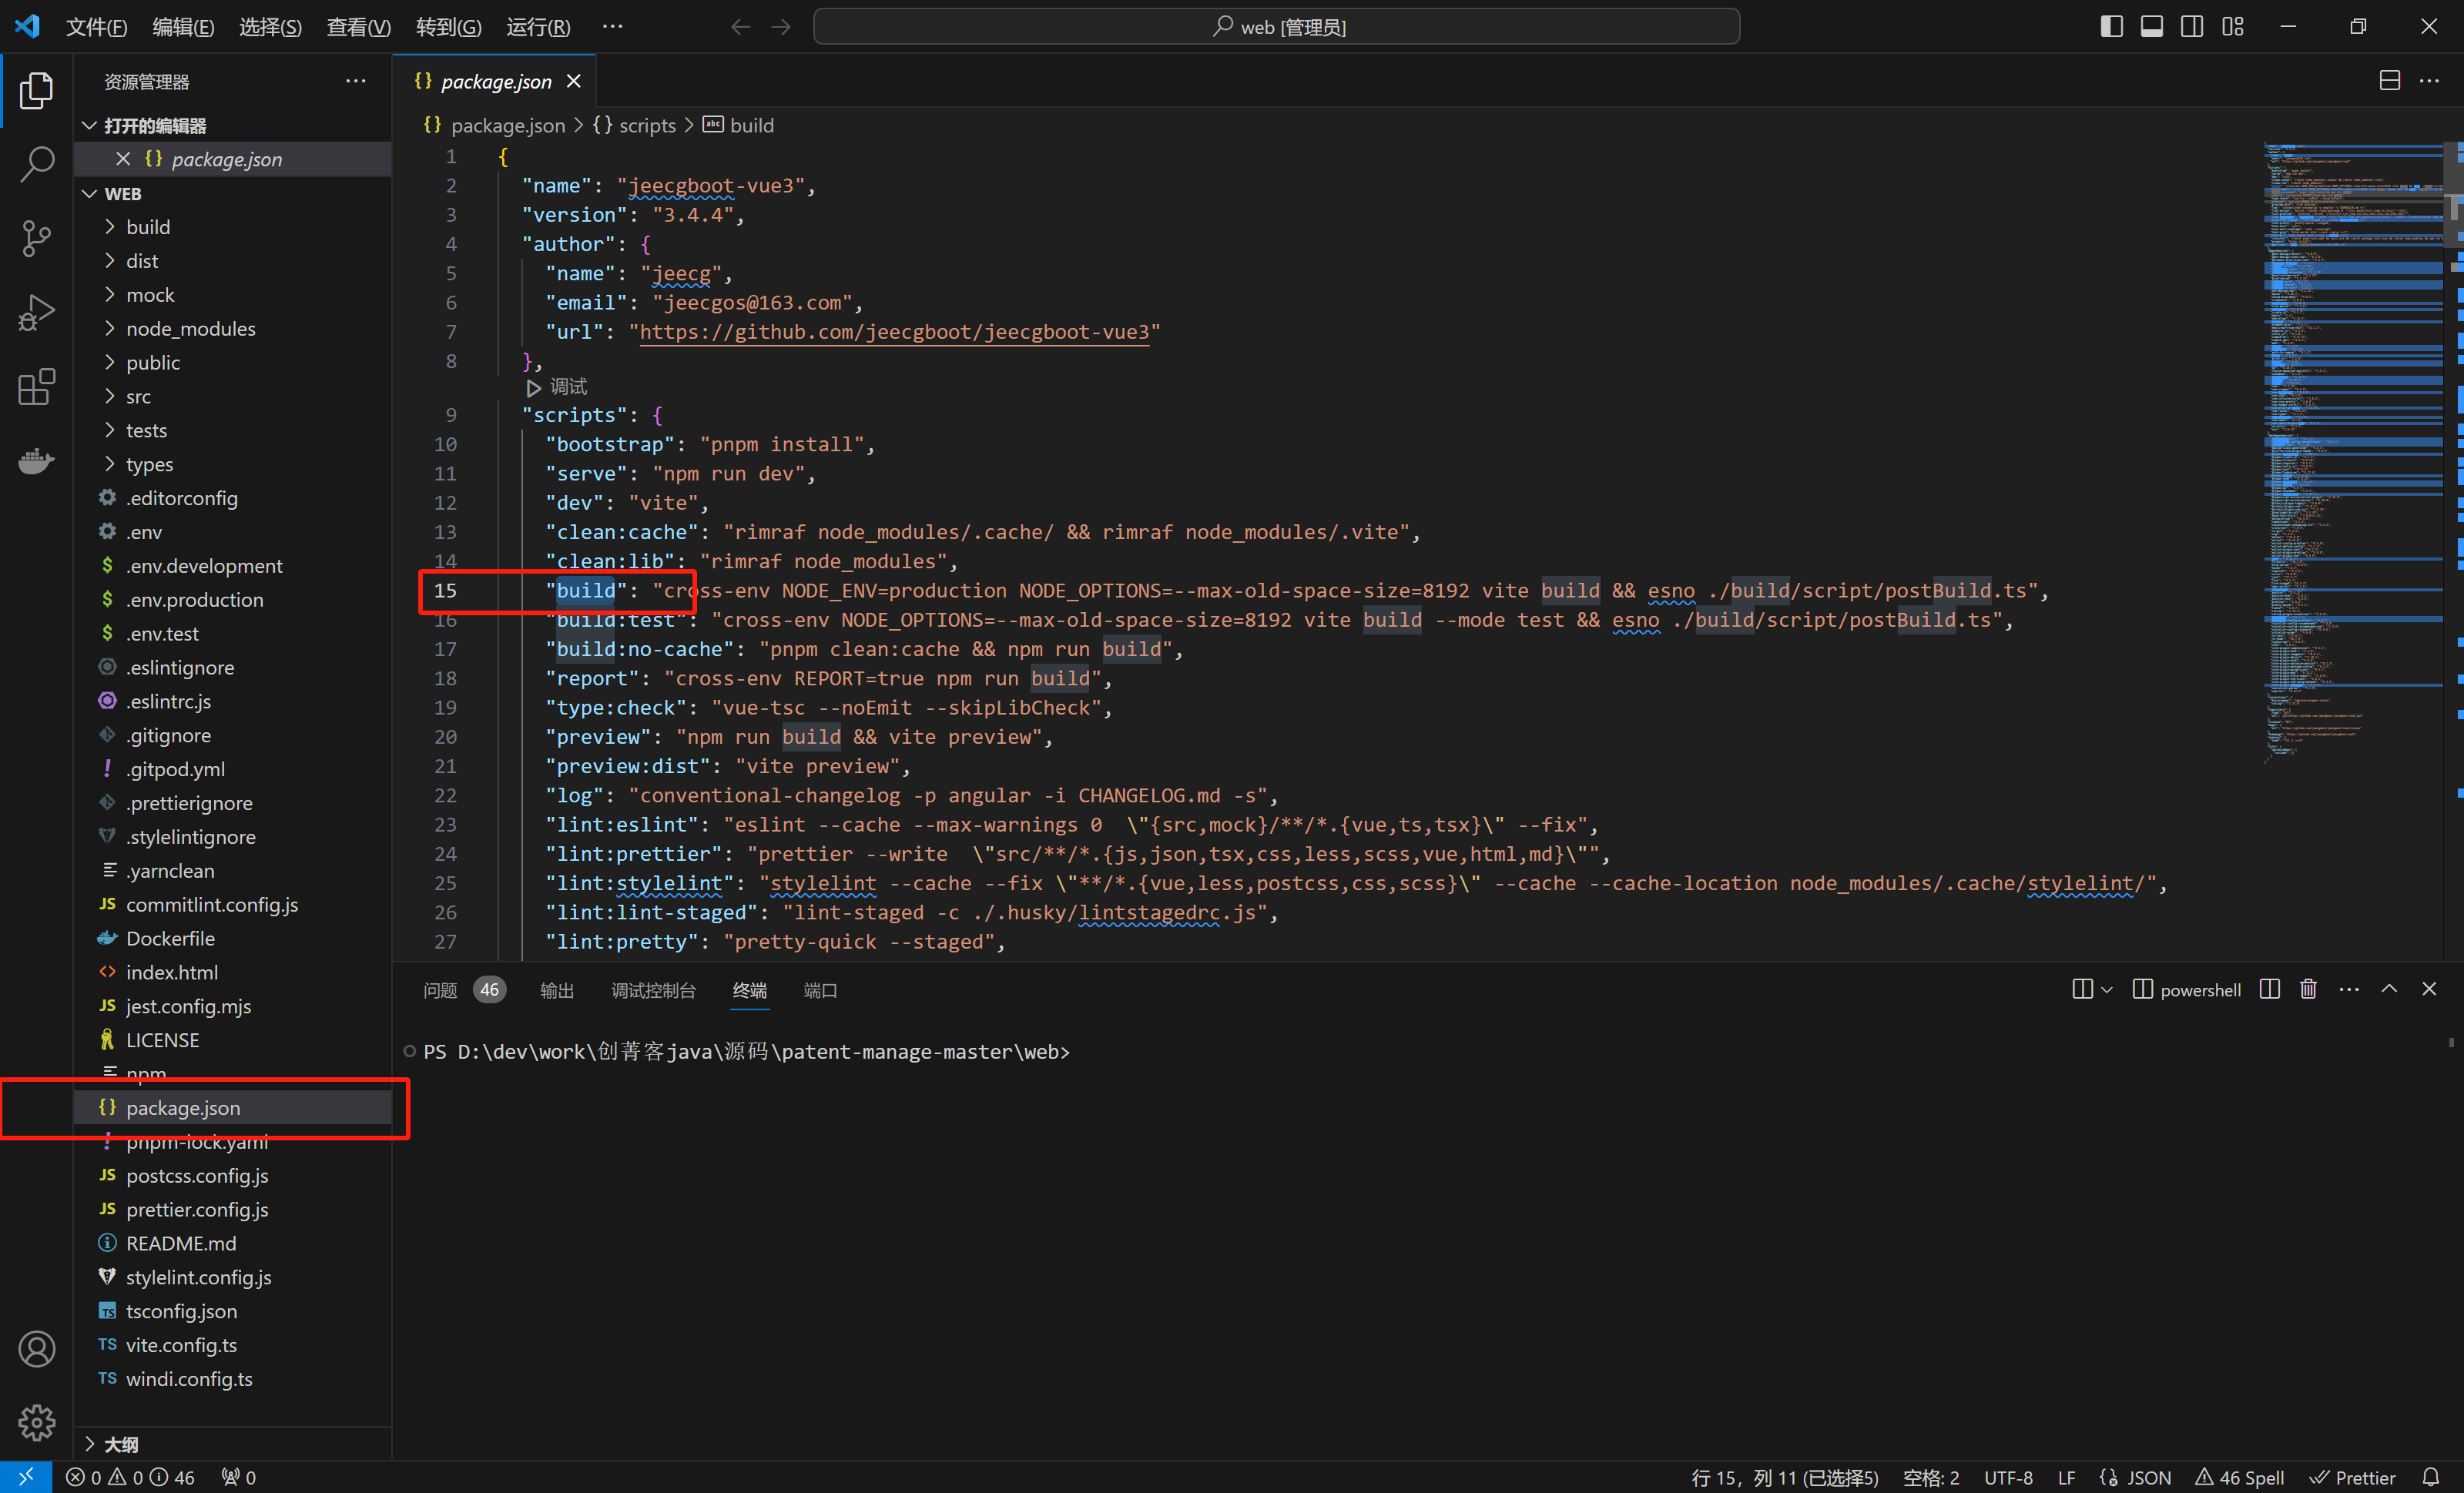 文件(F) 编辑(E) 选择(S) 查看(V) 转到(G) 运行(R) ··· web [管理员]
资源管理器 ···
打开的编辑器
package.json
WEB
build
dist
mock
node_modules
public
src
tests
types
.editorconfig
.env
.env.development
.env.production
.env.test
.eslintignore
.eslintrc.js
.gitignore
.gitpod.yml
.prettierignore
.stylelintignore
.yarnclean
commitlint.config.js
Dockerfile
index.html
jest.config.mjs
LICENSE
npm
package.json
pnpm-lock.yaml
postcss.config.js
prettier.config.js
README.md
stylelint.config.js
tsconfig.json
vite.config.ts
windi.config.ts
大纲
package.json
package.json > {} scripts > build
1 {
2 "name": "jeecgboot-vue3",
3 "version": "3.4.4",
4 "author": {
5 "name": "jeecg",
6 "email": "jeecgos@163.com",
7 "url": "https://github.com/jeecgboot/jeecgboot-vue3"
8 },
调试
9 "scripts": {
10 "bootstrap": "pnpm install",
11 "serve": "npm run dev",
12 "dev": "vite",
13 "clean:cache": "rimraf node_modules/.cache/ && rimraf node_modules/.vite",
14 "clean:lib": "rimraf node_modules",
15 "build": "cross-env NODE_ENV=production NODE_OPTIONS=--max-old-space-size=8192 vite build && esno ./build/script/postBuild.ts",
16 "build:test": "cross-env NODE_OPTIONS=--max-old-space-size=8192 vite build --mode test && esno ./build/script/postBuild.ts",
17 "build:no-cache": "pnpm clean:cache && npm run build",
18 "report": "cross-env REPORT=true npm run build",
19 "type:check": "vue-tsc --noEmit --skipLibCheck",
20 "preview": "npm run build && vite preview",
21 "preview:dist": "vite preview",
22 "log": "conventional-changelog -p angular -i CHANGELOG.md -s",
23 "lint:eslint": "eslint --cache --max-warnings 0  \"{src,mock}/**/*.{vue,ts,tsx}\" --fix",
24 "lint:prettier": "prettier --write  \"src/**/*.{js,json,tsx,css,less,scss,vue,html,md}\"",
25 "lint:stylelint": "stylelint --cache --fix \"**/*.{vue,less,postcss,css,scss}\" --cache --cache-location node_modules/.cache/stylelint/",
26 "lint:lint-staged": "lint-staged -c ./.husky/lintstagedrc.js",
27 "lint:pretty": "pretty-quick --staged",
问题 46 输出 调试控制台 终端 端口 powershell
PS D:\dev\work\创菁客java\源码\patent-manage-master\web>
0 0 46 0 行 15，列 11 (已选择5) 空格: 2 UTF-8 LF {} JSON 46 Spell Prettier